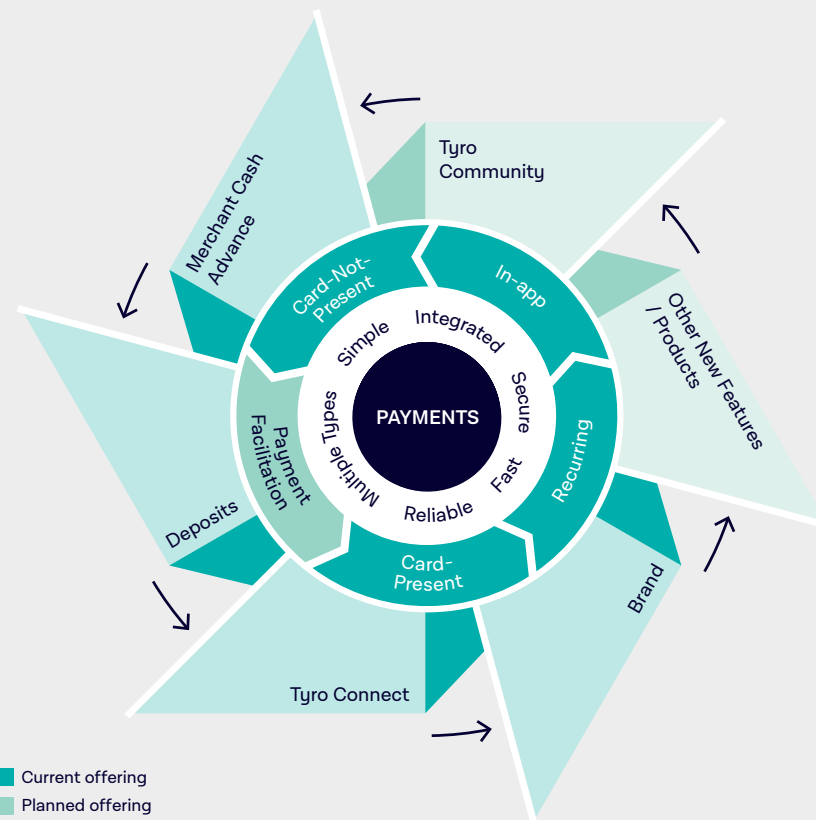 Tyro
Community
Merchant Cash
Advance
Card-Not-
Present
In-app
Other New Features
/ Products
Simple
Integrated
Secure
Fast
Reliable
Multiple Types
PAYMENTS
Payment
Facilitation
Recurring
Deposits
Card-
Present
Brand
Tyro Connect
Current offering
Planned offering